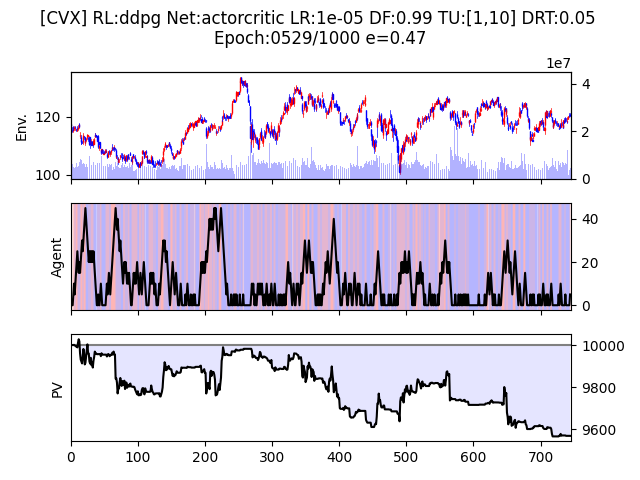 [CVX] RL:ddpg Net:actorcritic LR:1e-05 DF:0.99 TU:[1,10] DRT:0.05
Epoch:0529/1000 e=0.47
1e7
Env.
120
100
4
2
0
Agent
40
20
0
PV
10000
9800
9600
0 100 200 300 400 500 600 700